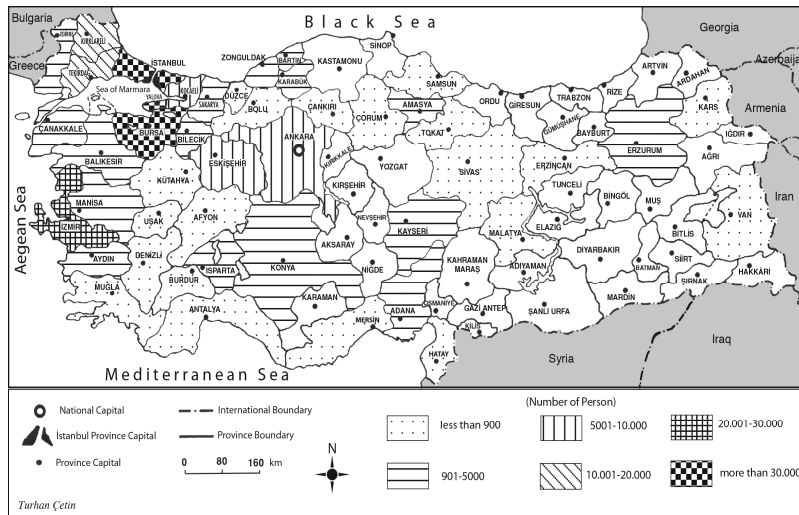 Black Sea
Bulgaria
Georgia
Azerbaija
Greece
Armenia
Iran
Iraq
Syria
Aegean Sea
Mediterranean Sea
Sea of Marmara
EDİRNE
KIRKLARELİ
TEKİRDAĞ
İSTANBUL
YALOVA
KOCAELİ
SAKARYA
DÜZCE
BOLU
ZONGULDAK
BARTIN
KARABÜK
KASTAMONU
SİNOP
SAMSUN
ÇANKIRI
ÇORUM
AMASYA
TOKAT
ORDU
GİRESUN
TRABZON
RİZE
ARTVİN
ARDAHAN
KARS
IĞDIR
GÜMÜŞHANE
BAYBURT
ERZURUM
AĞRI
ÇANAKKALE
BALIKESİR
BURSA
BİLECİK
ESKİŞEHİR
ANKARA
KIRIKKALE
YOZGAT
SİVAS
ERZİNCAN
TUNCELİ
BİNGÖL
MUŞ
VAN
KÜTAHYA
MANİSA
İZMİR
UŞAK
AFYON
KIRŞEHİR
NEVŞEHİR
KAYSERİ
AKSARAY
MALATYA
ELAZIĞ
BİTLİS
DİYARBAKIR
BATMAN
SİİRT
HAKKARİ
ŞIRNAK
MARDİN
AYDIN
DENİZLİ
MUĞLA
BURDUR
ISPARTA
KONYA
NİĞDE
KAHRAMAN
MARAŞ
ADIYAMAN
ANTALYA
KARAMAN
MERSİN
ADANA
OSMANİYE
GAZİ ANTEP
KİLİS
ŞANLI URFA
HATAY
National Capital
İstanbul Province Capital
Province Capital
International Boundary
Province Boundary
0 80 160 km
N
(Number of Person)
less than 900
901-5000
5001-10.000
10.001-20.000
20.001-30.000
more than 30.000
Turhan Çetin